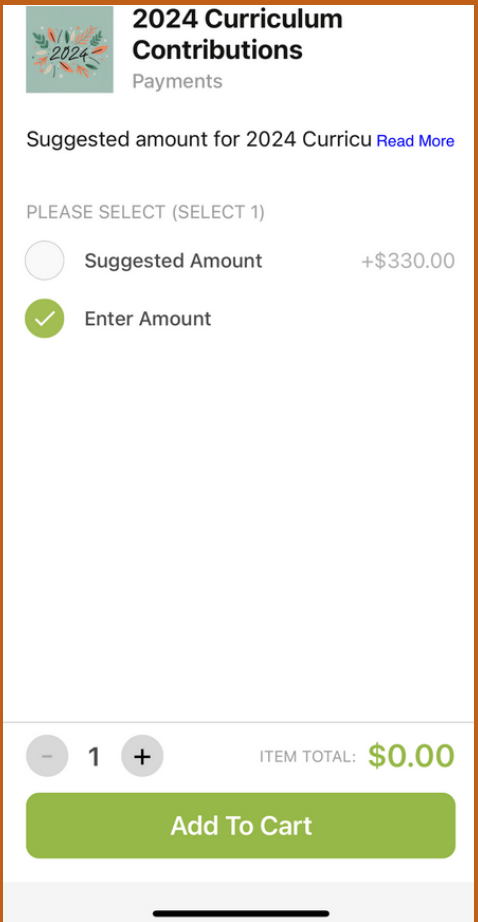 2024
2024 Curriculum
Contributions
Payments
Suggested amount for 2024 Curricu Read More
PLEASE SELECT (SELECT 1)
Suggested Amount +$330.00
Enter Amount
− 1 + ITEM TOTAL: $0.00
Add To Cart